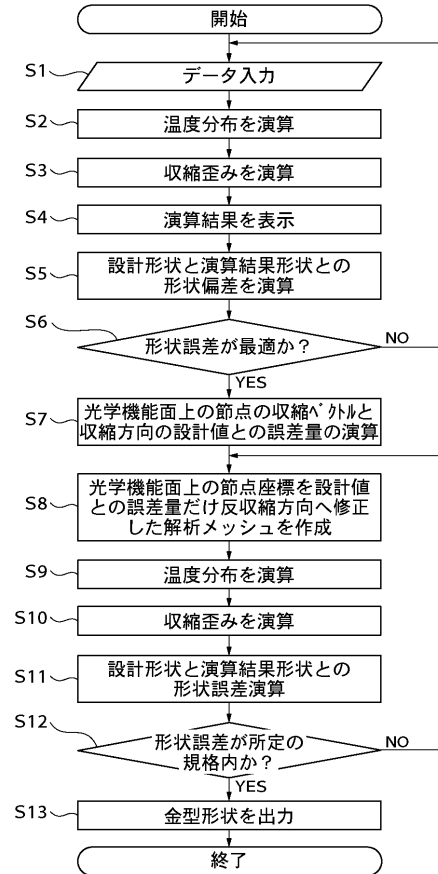 開始
S1
データ入力
S2
温度分布を演算
S3
収縮歪みを演算
S4
演算結果を表示
S5
設計形状と演算結果形状との
形状偏差を演算
S6
形状誤差が最適か？
NO
YES
S7
光学機能面上の節点の収縮ﾍﾞｸﾄﾙと
収縮方向の設計値との誤差量の演算
S8
光学機能面上の節点座標を設計値
との誤差量だけ反収縮方向へ修正
した解析メッシュを作成
S9
温度分布を演算
S10
収縮歪みを演算
S11
設計形状と演算結果形状との
形状誤差演算
S12
形状誤差が所定の
規格内か？
NO
YES
S13
金型形状を出力
終了